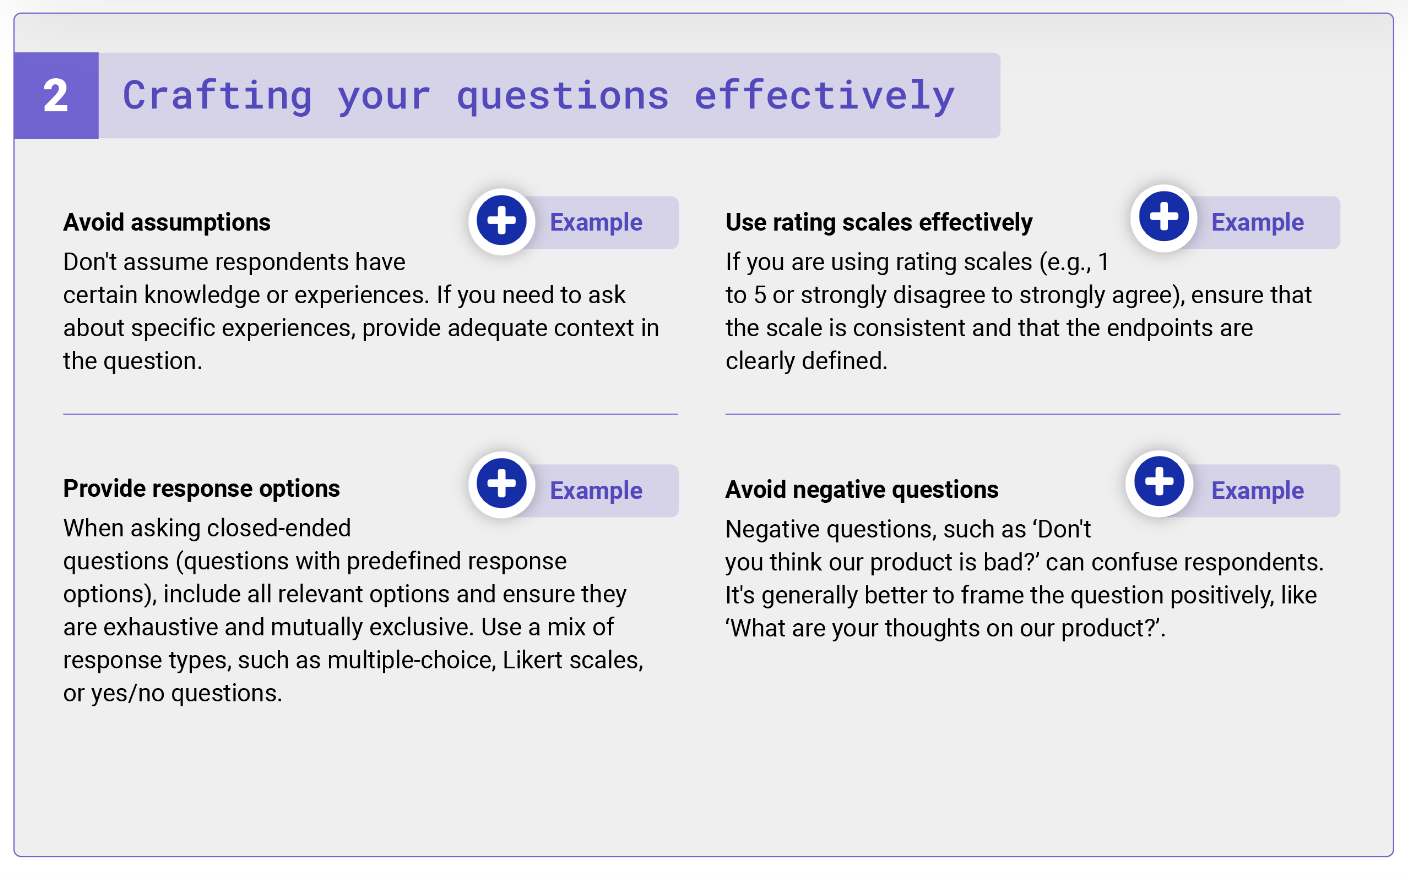 2
Crafting your questions effectively
Avoid assumptions
Example
Don't assume respondents have
certain knowledge or experiences. If you need to ask
about specific experiences, provide adequate context in
the question.
Use rating scales effectively
Example
If you are using rating scales (e.g., 1
to 5 or strongly disagree to strongly agree), ensure that
the scale is consistent and that the endpoints are
clearly defined.
Provide response options
Example
When asking closed-ended
questions (questions with predefined response
options), include all relevant options and ensure they
are exhaustive and mutually exclusive. Use a mix of
response types, such as multiple-choice, Likert scales,
or yes/no questions.
Avoid negative questions
Example
Negative questions, such as ‘Don't
you think our product is bad?’ can confuse respondents.
It's generally better to frame the question positively, like
‘What are your thoughts on our product?’.